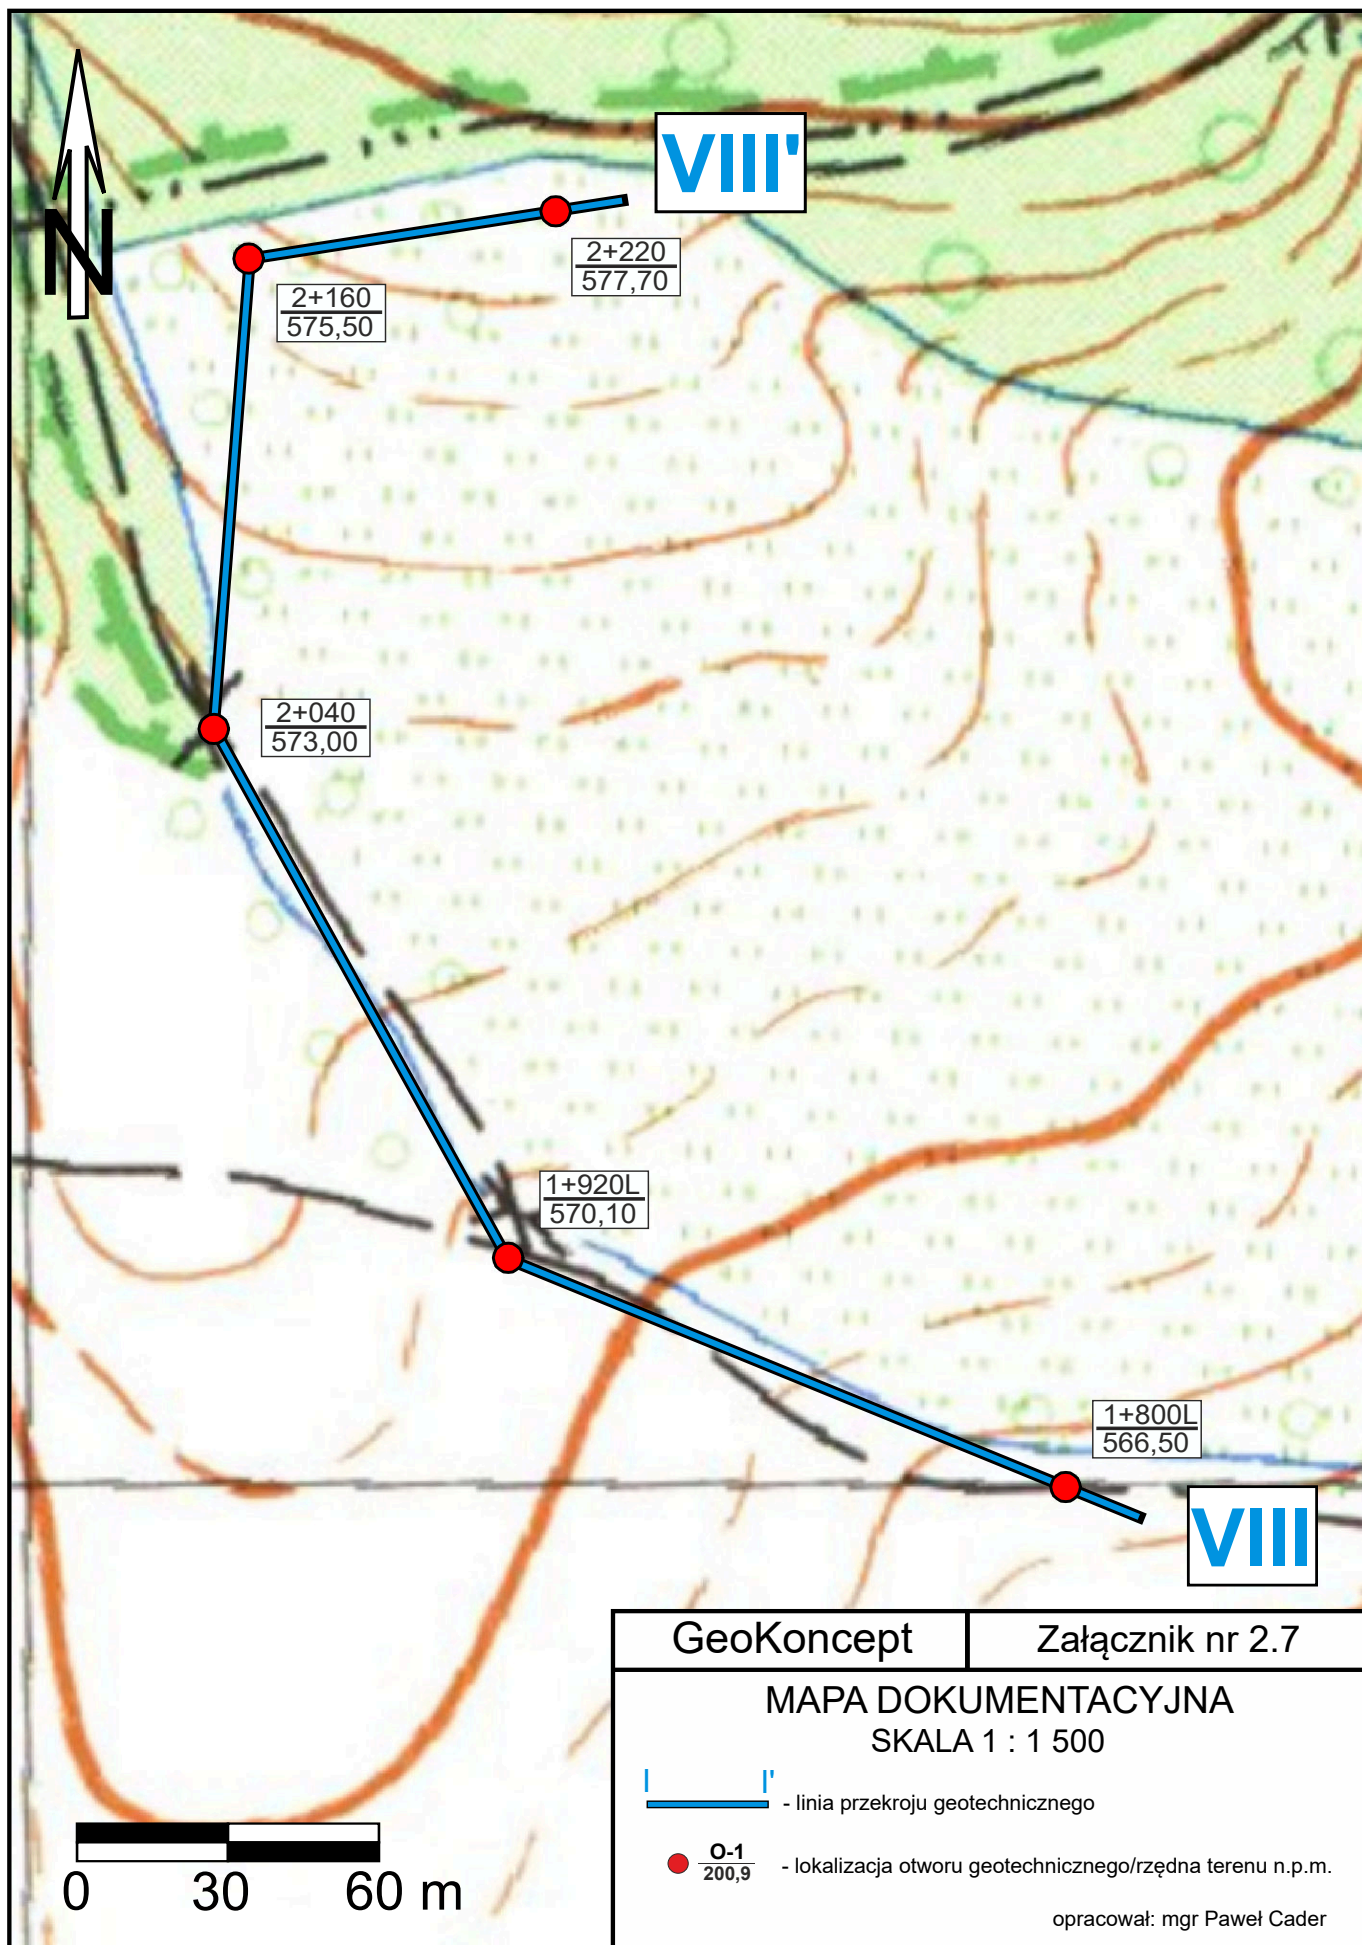 N
VIII'
2+220
577,70
2+160
575,50
2+040
573,00
1+920L
570,10
1+800L
566,50
VIII
GeoKoncept
Załącznik nr 2.7
MAPA DOKUMENTACYJNA
SKALA 1 : 1 500
I I'
- linia przekroju geotechnicznego
O-1
200,9
- lokalizacja otworu geotechnicznego/rzędna terenu n.p.m.
opracował: mgr Paweł Cader
0 30 60 m